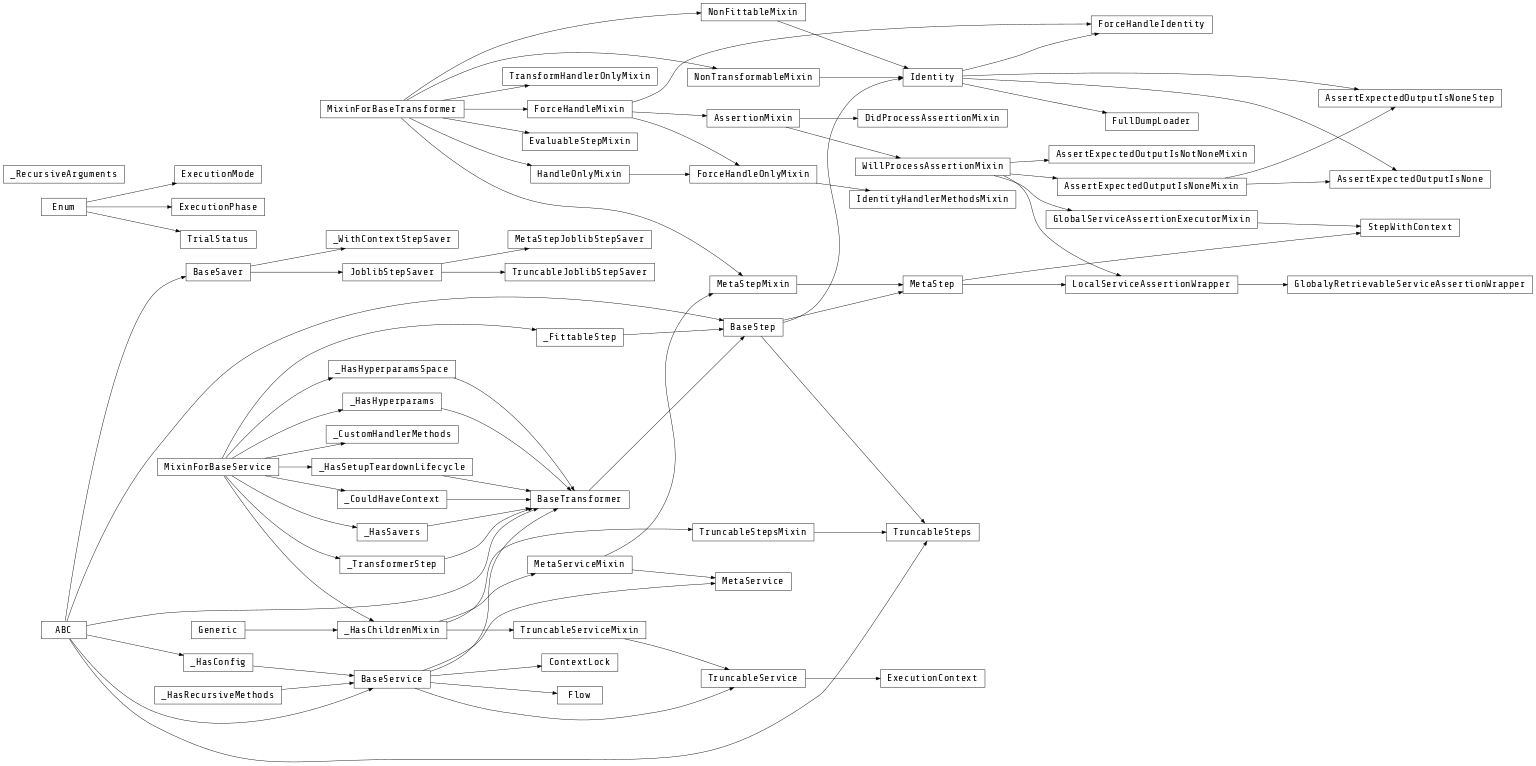 NonFittableMixin
ForceHandleIdentity
TransformHandlerOnlyMixin
NonTransformableMixin
Identity
AssertExpectedOutputIsNoneStep
MixinForBaseTransformer
ForceHandleMixin
AssertionMixin
DidProcessAssertionMixin
FullDumpLoader
EvaluableStepMixin
AssertExpectedOutputIsNotNoneMixin
WillProcessAssertionMixin
_RecursiveArguments
ExecutionMode
HandleOnlyMixin
ForceHandleOnlyMixin
AssertExpectedOutputIsNoneMixin
AssertExpectedOutputIsNone
IdentityHandlerMethodsMixin
Enum
ExecutionPhase
GlobalServiceAssertionExecutorMixin
StepWithContext
TrialStatus
_WithContextStepSaver
MetaStepJoblibStepSaver
BaseSaver
JoblibStepSaver
TruncableJoblibStepSaver
MetaStepMixin
MetaStep
LocalServiceAssertionWrapper
GlobalyRetrievableServiceAssertionWrapper
BaseStep
_FittableStep
_HasHyperparamsSpace
_HasHyperparams
_CustomHandlerMethods
MixinForBaseService
_HasSetupTeardownLifecycle
_CouldHaveContext
BaseTransformer
_HasSavers
TruncableStepsMixin
TruncableSteps
_TransformerStep
MetaServiceMixin
MetaService
ABC
Generic
_HasChildrenMixin
TruncableServiceMixin
_HasConfig
ContextLock
BaseService
TruncableService
ExecutionContext
_HasRecursiveMethods
Flow